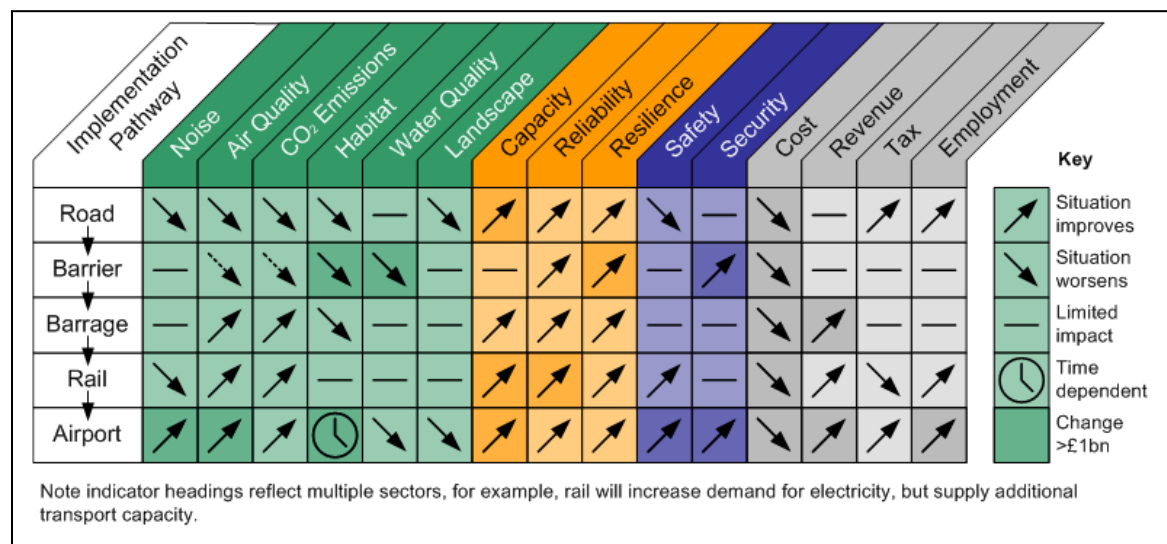 Implementation
Pathway
Noise
Air Quality
CO₂ Emissions
Habitat
Water Quality
Landscape
Capacity
Reliability
Resilience
Safety
Security
Cost
Revenue
Tax
Employment
Road
Barrier
Barrage
Rail
Airport
Key
Situation
improves
Situation
worsens
Limited
impact
Time
dependent
Change
>£1bn
Note indicator headings reflect multiple sectors, for example, rail will increase demand for electricity, but supply additional
transport capacity.